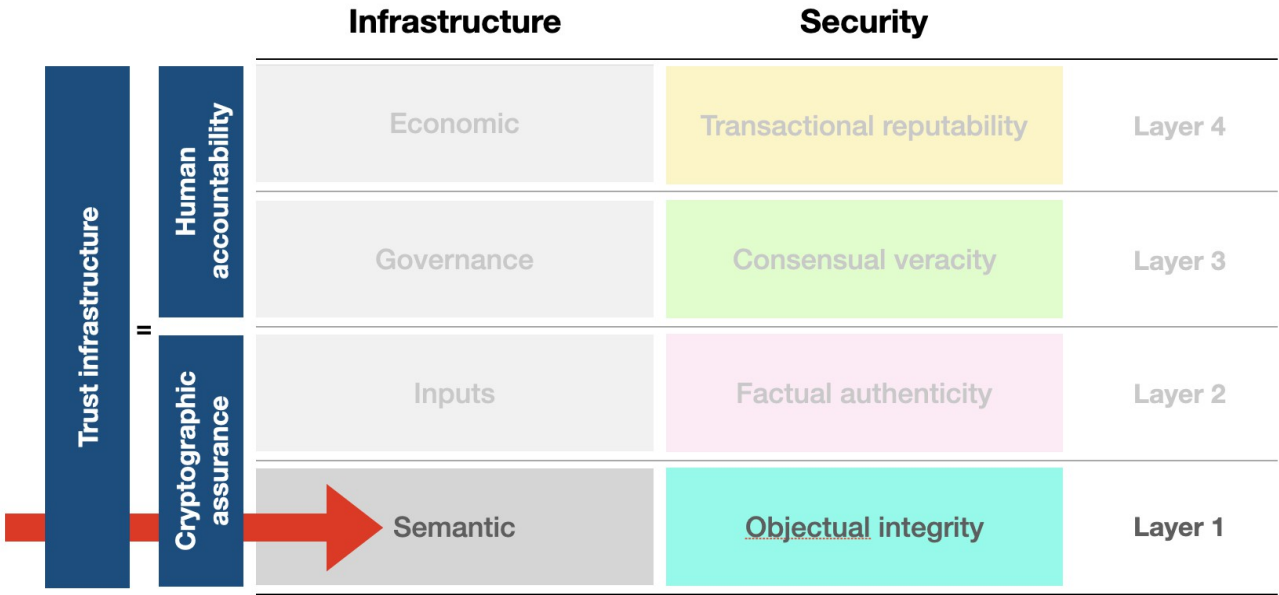 Infrastructure
Security
Trust infrastructure
=
Human
accountability
Cryptographic
assurance
Economic
Transactional reputability
Layer 4
Governance
Consensual veracity
Layer 3
Inputs
Factual authenticity
Layer 2
Semantic
Objectual integrity
Layer 1